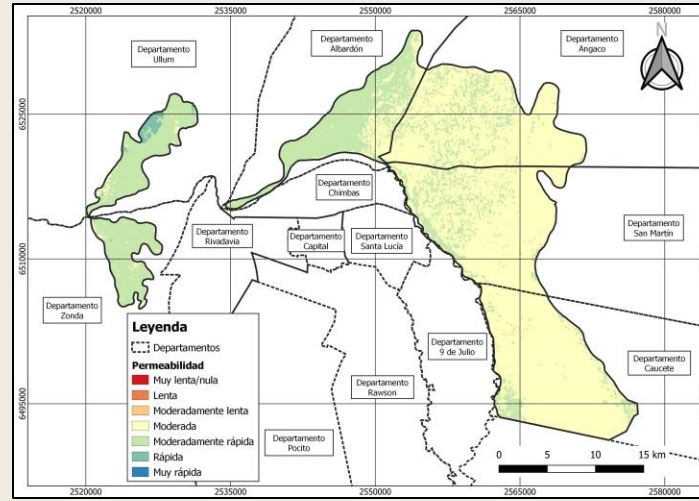 2520000
2535000
2550000
2565000
2580000
Departamento
Ullum
Departamento
Albardón
Departamento
Angaco
N
6525000
6525000
Departamento
Chimbas
Departamento
Rivadavia
Departamento
Capital
Departamento
Santa Lucía
Departamento
San Martín
6510000
6510000
Departamento
Zonda
Departamento
9 de Julio
Departamento
Caucete
Departamento
Rawson
Departamento
Pocito
6495000
6495000
Leyenda
Departamentos
Permeabilidad
Muy lenta/nula
Lenta
Moderadamente lenta
Moderada
Moderadamente rápida
Rápida
Muy rápida
0 5 10 15 km
2520000
2535000
2550000
2565000
2580000